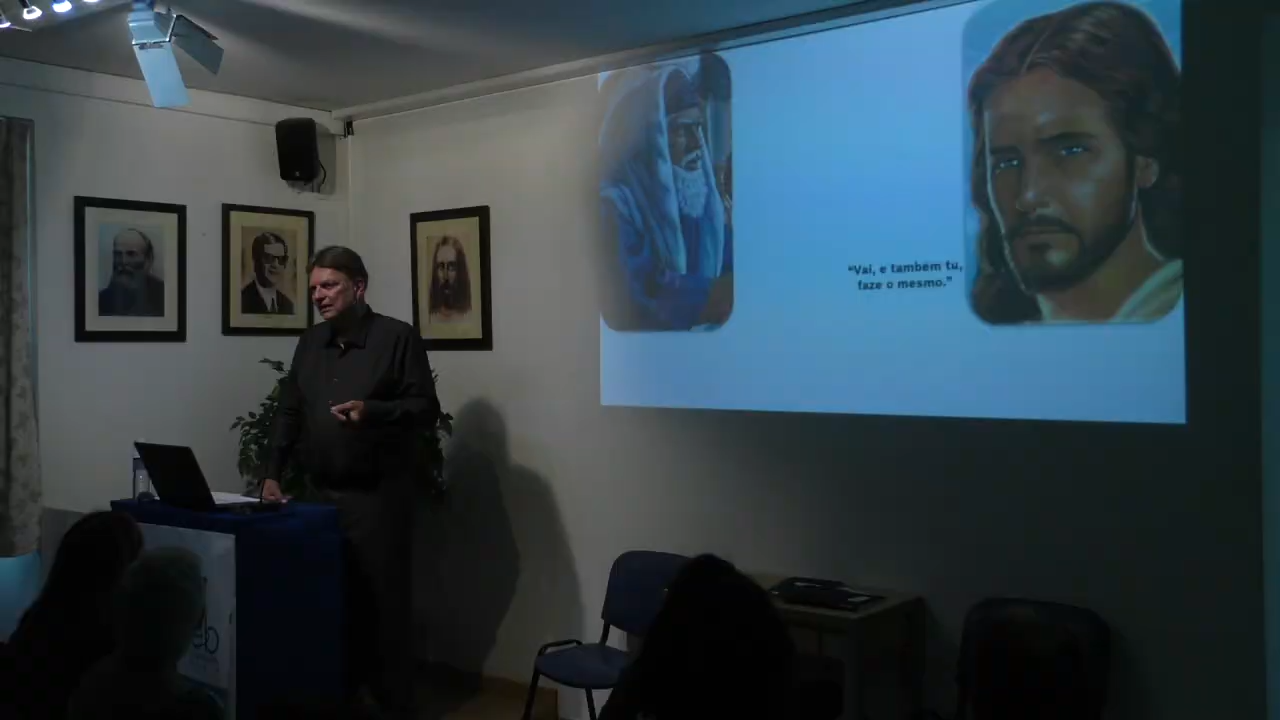 “Vai, e também tu,
faze o mesmo.”